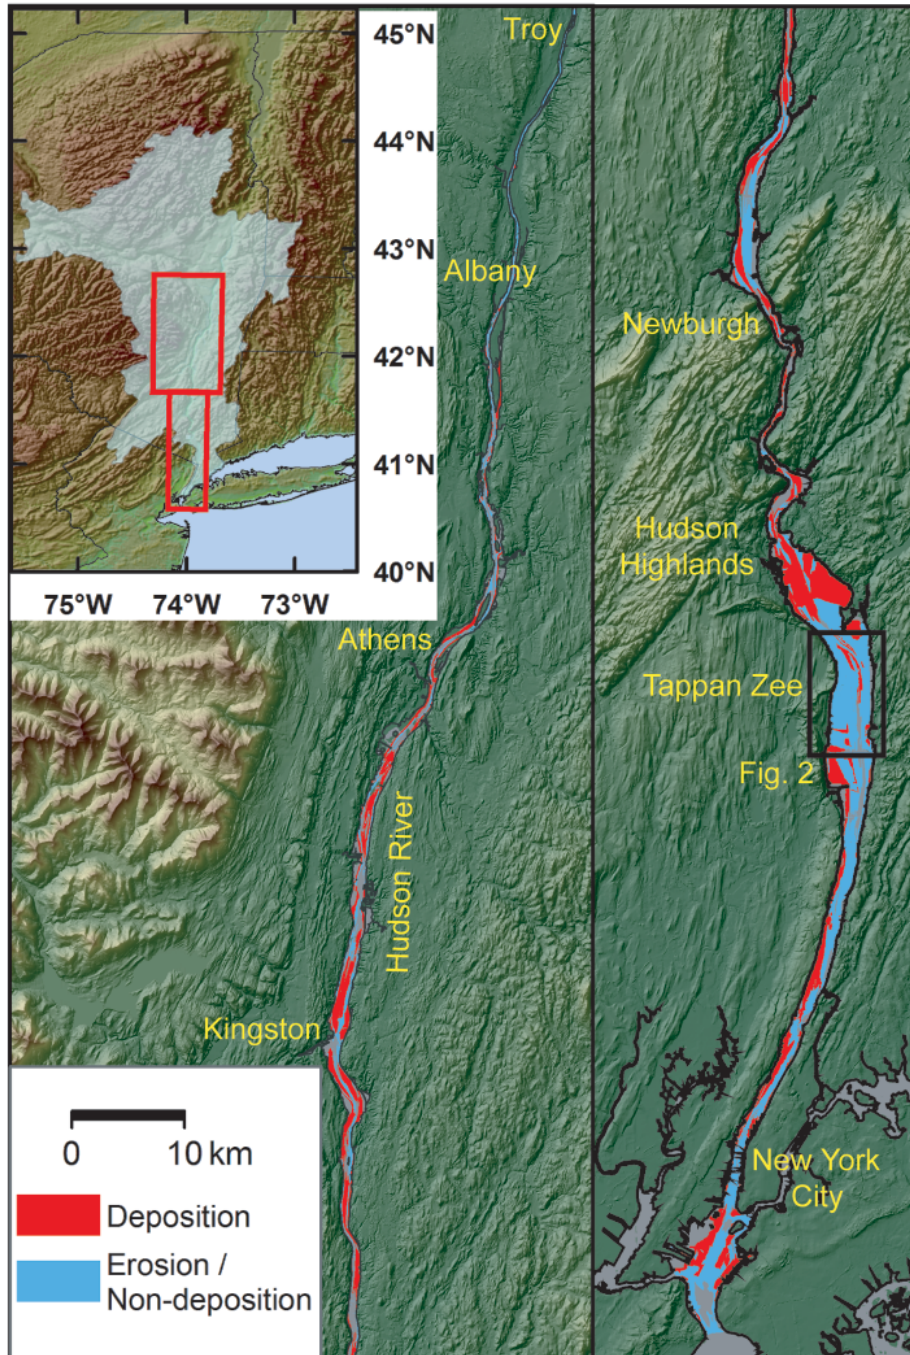 45°N
44°N
43°N
42°N
41°N
40°N
75°W 74°W 73°W
Troy
Albany
Athens
Hudson River
Kingston
0 10 km
Deposition
Erosion /
Non-deposition
Newburgh
Hudson
Highlands
Tappan Zee
Fig. 2
New York
City